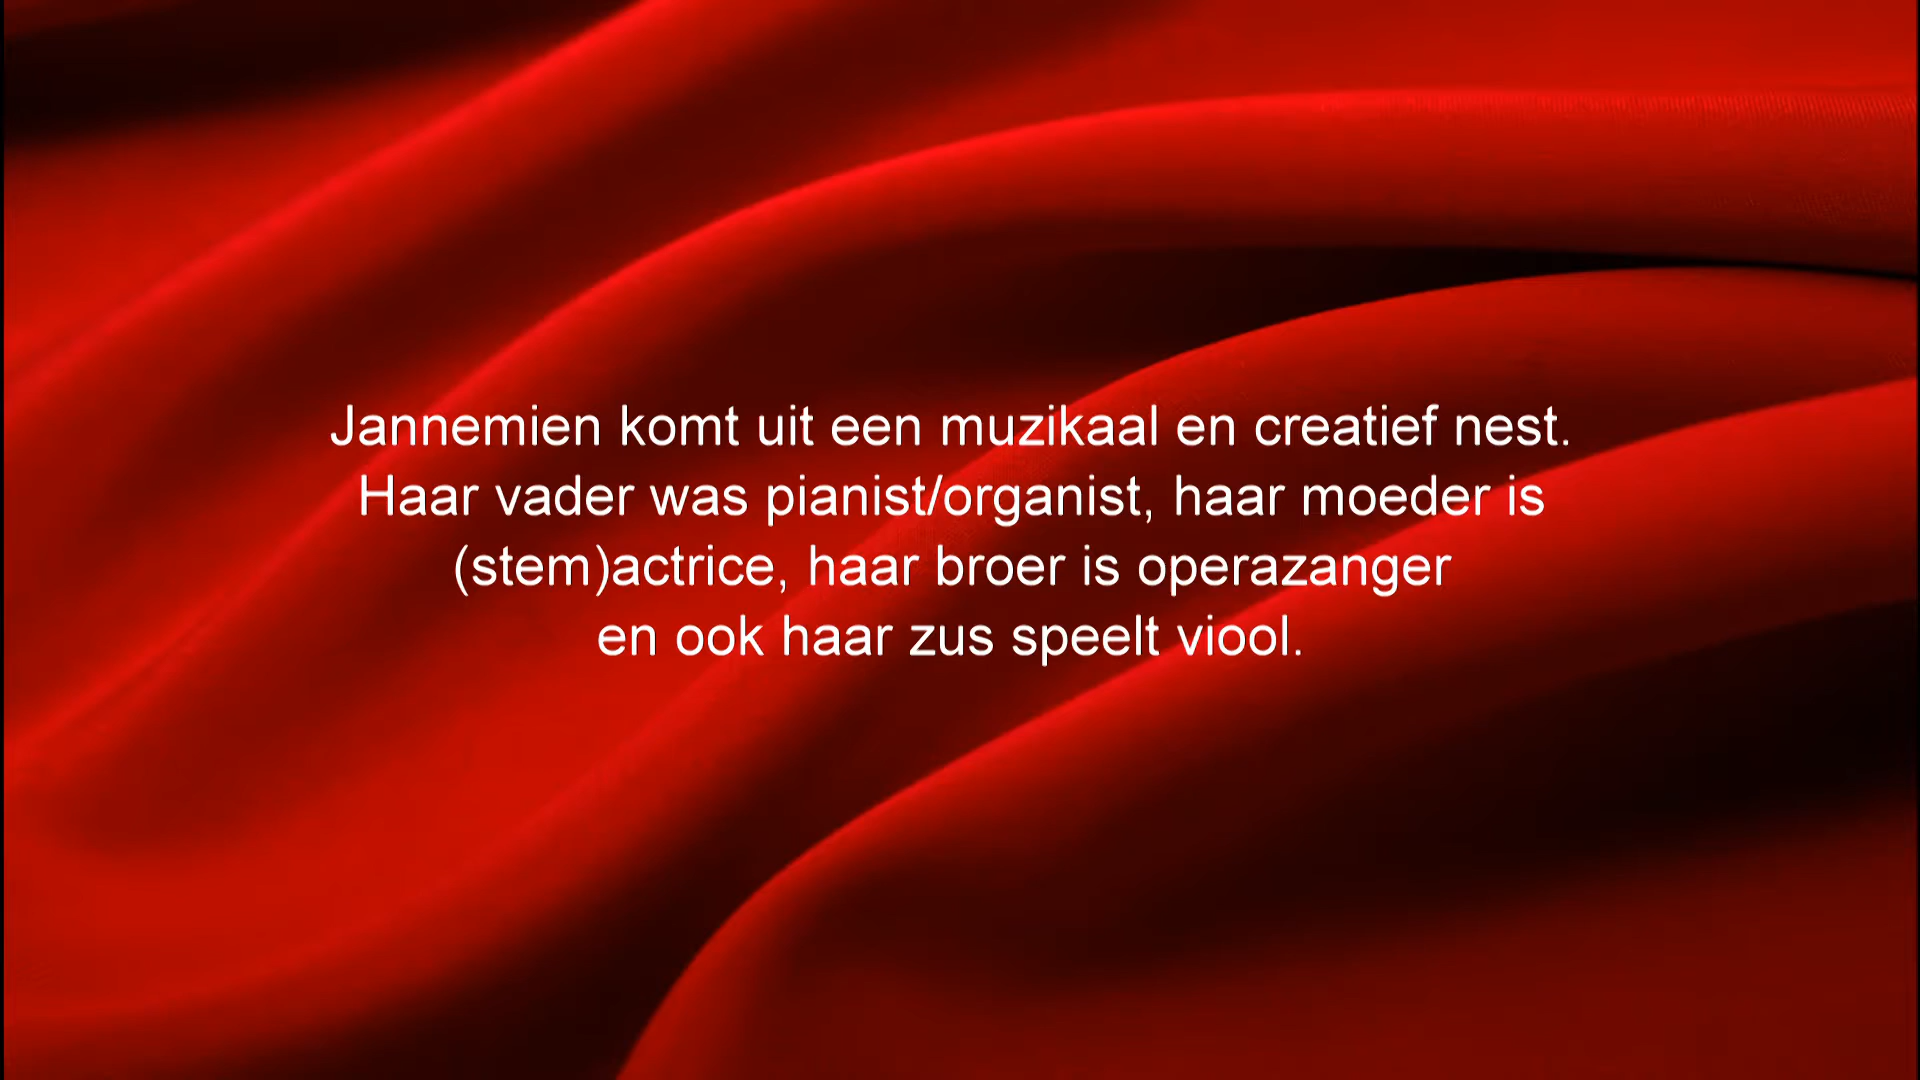 Jannemien komt uit een muzikaal en creatief nest.
Haar vader was pianist/organist, haar moeder is
(stem)actrice, haar broer is operazanger
en ook haar zus speelt viool.